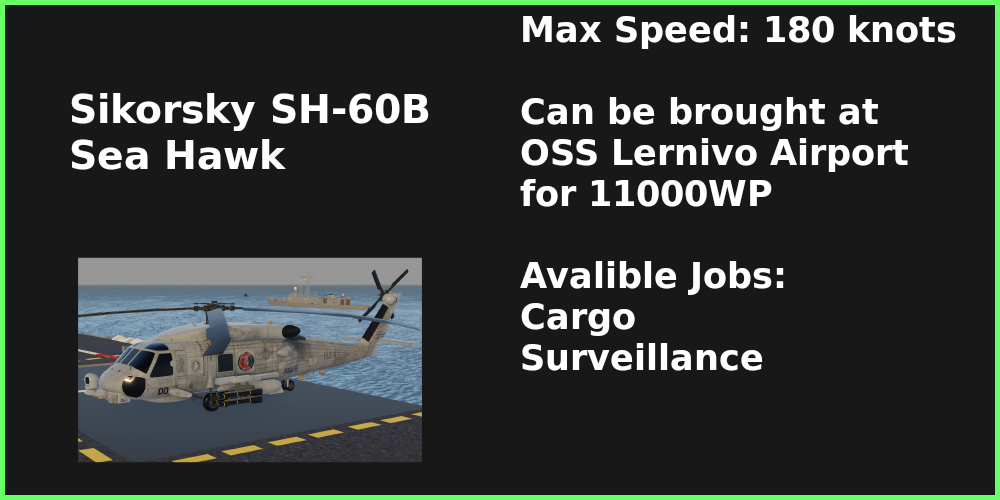 Sikorsky SH-60B
Sea Hawk
Max Speed: 180 knots
Can be brought at
OSS Lernivo Airport
for 11000WP
Avalible Jobs:
Cargo
Surveillance